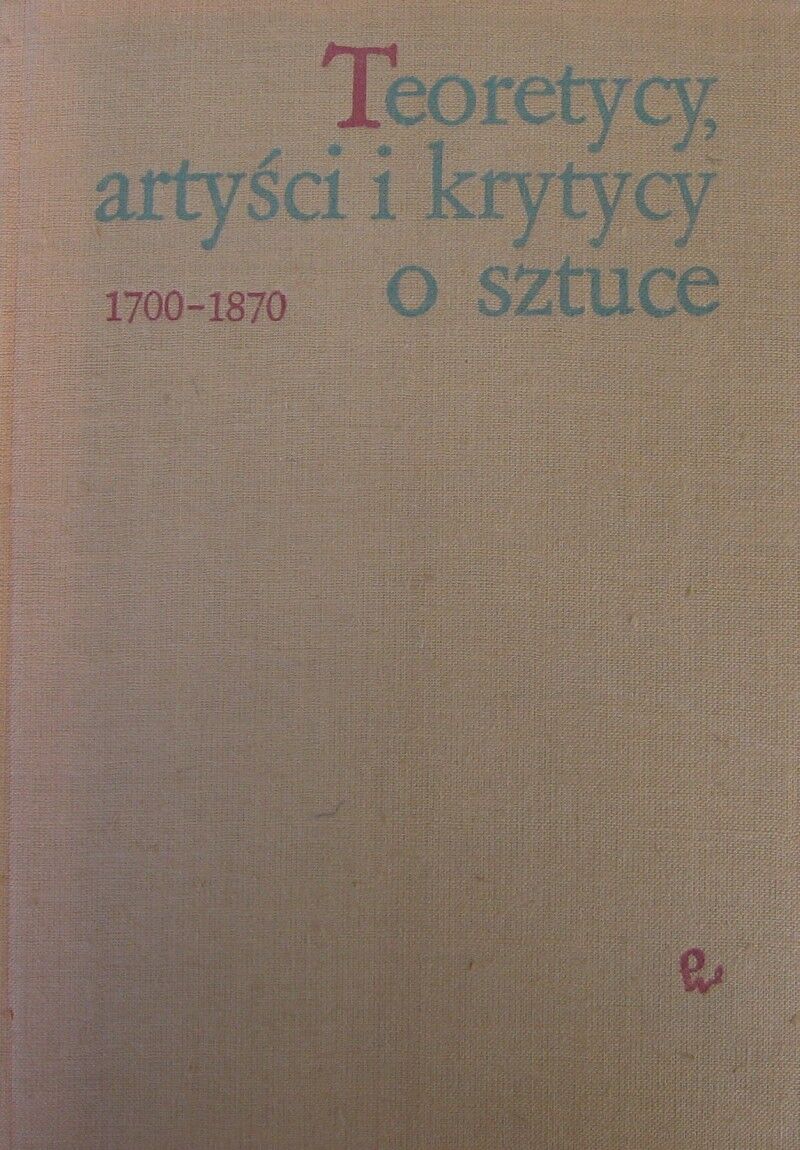 Teoretycy,
artyści i krytycy
1700-1870 o sztuce